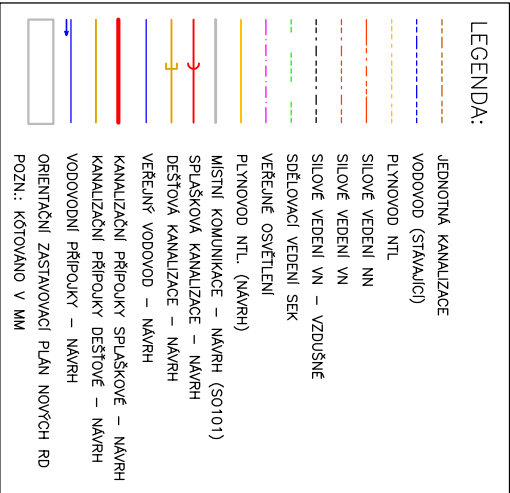 LEGENDA:
JEDNOTNÁ KANALIZACE
VODOVOD (STÁVAJÍCÍ)
PLYNOVOD NTL
SILOVÉ VEDENÍ NN
SILOVÉ VEDENÍ VN
SILOVÉ VEDENÍ VN – VZDUŠNÉ
SDĚLOVACÍ VEDENÍ SEK
VEŘEJNÉ OSVĚTLENÍ
PLYNOVOD NTL. (NÁVRH)
MÍSTNÍ KOMUNIKACE – NÁVRH (SO101)
SPLAŠKOVÁ KANALIZACE – NÁVRH
DEŠŤOVÁ KANALIZACE – NÁVRH
VEŘEJNÝ VODOVOD – NÁVRH
KANALIZAČNÍ PŘÍPOJKY SPLAŠKOVÉ – NÁVRH
KANALIZAČNÍ PŘÍPOJKY DEŠŤOVÉ – NÁVRH
VODOVODNÍ PŘÍPOJKY – NÁVRH
ORIENTAČNÍ ZASTAVOVACÍ PLÁN NOVÝCH RD
POZN.: KÓTOVÁNO V MM